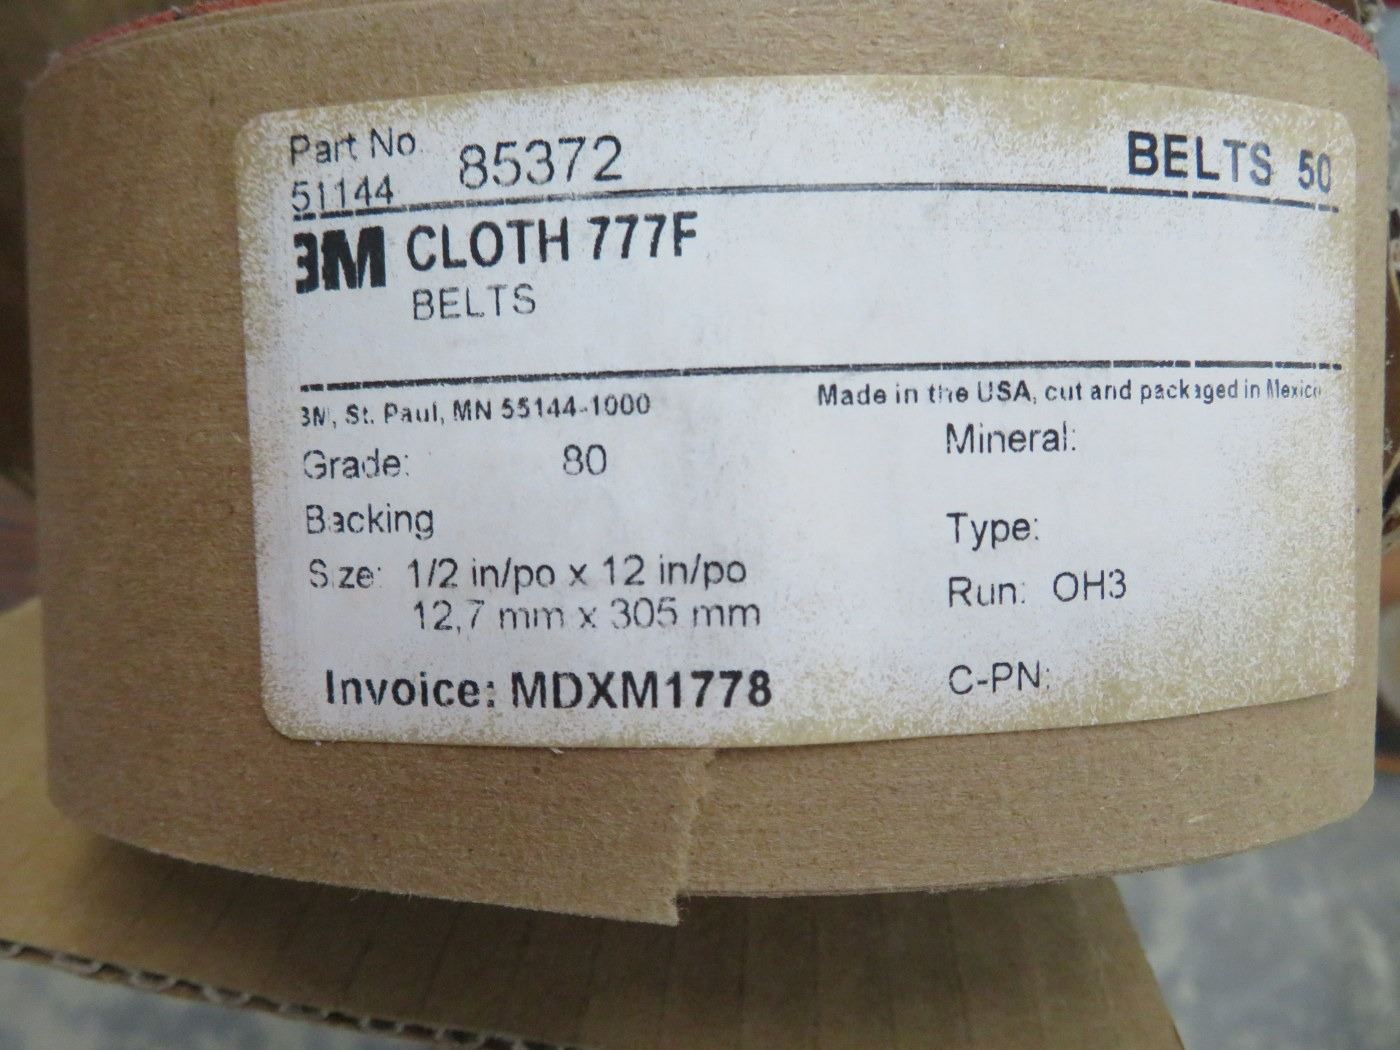 Part No. 85372 BELTS 50
51144
3M CLOTH 777F
BELTS
3M, St. Paul, MN 55144-1000 Made in the USA, cut and packaged in Mexico
Grade: 80 Mineral:
Backing
Type:
Size: 1/2 in/po x 12 in/po
12,7 mm x 305 mm
Run: OH3
Invoice: MDXM1778 C-PN: